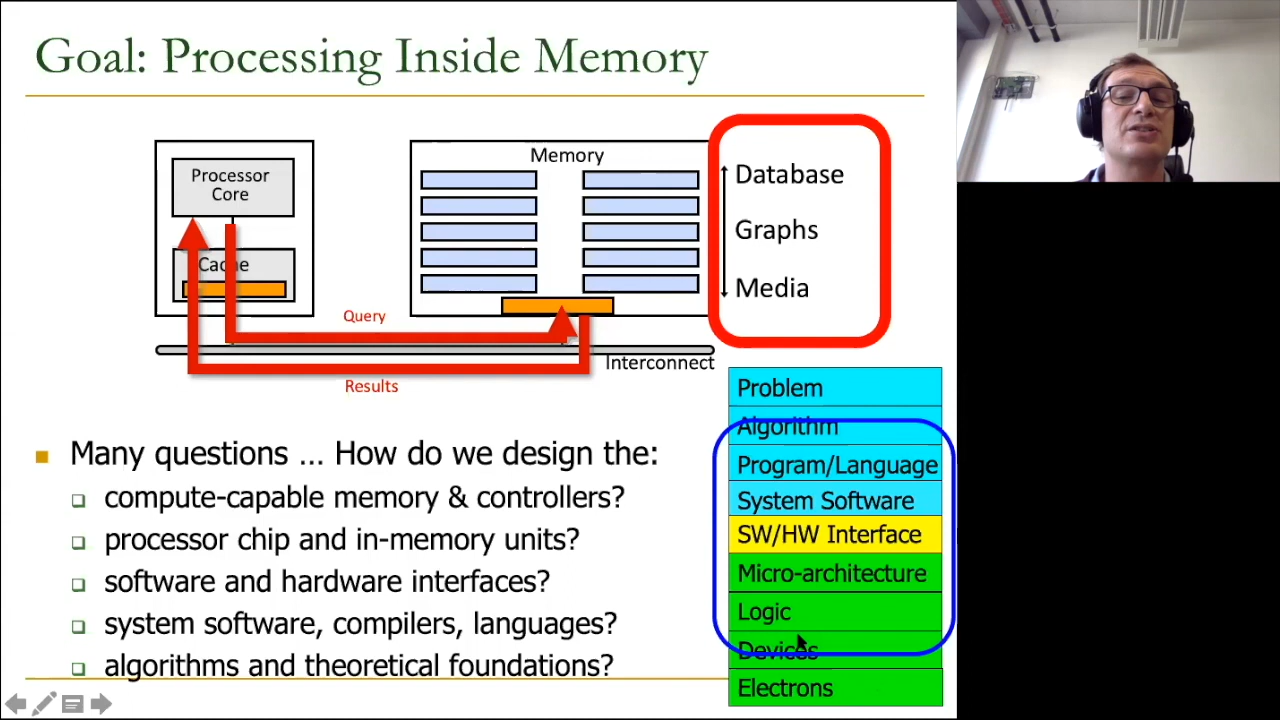 Goal: Processing Inside Memory
Processor
Core
Cache
Memory
Database
Graphs
Media
Query
Interconnect
Results
Many questions … How do we design the:
compute-capable memory & controllers?
processor chip and in-memory units?
software and hardware interfaces?
system software, compilers, languages?
algorithms and theoretical foundations?
Problem
Algorithm
Program/Language
System Software
SW/HW Interface
Micro-architecture
Logic
Devices
Electrons